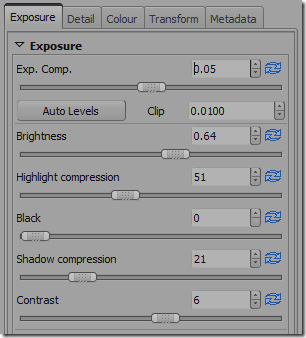 Exposure Detail Colour Transform Metadata
Exposure
Exp. Comp. 0.05
Auto Levels Clip 0.0100
Brightness 0.64
Highlight compression 51
Black 0
Shadow compression 21
Contrast 6